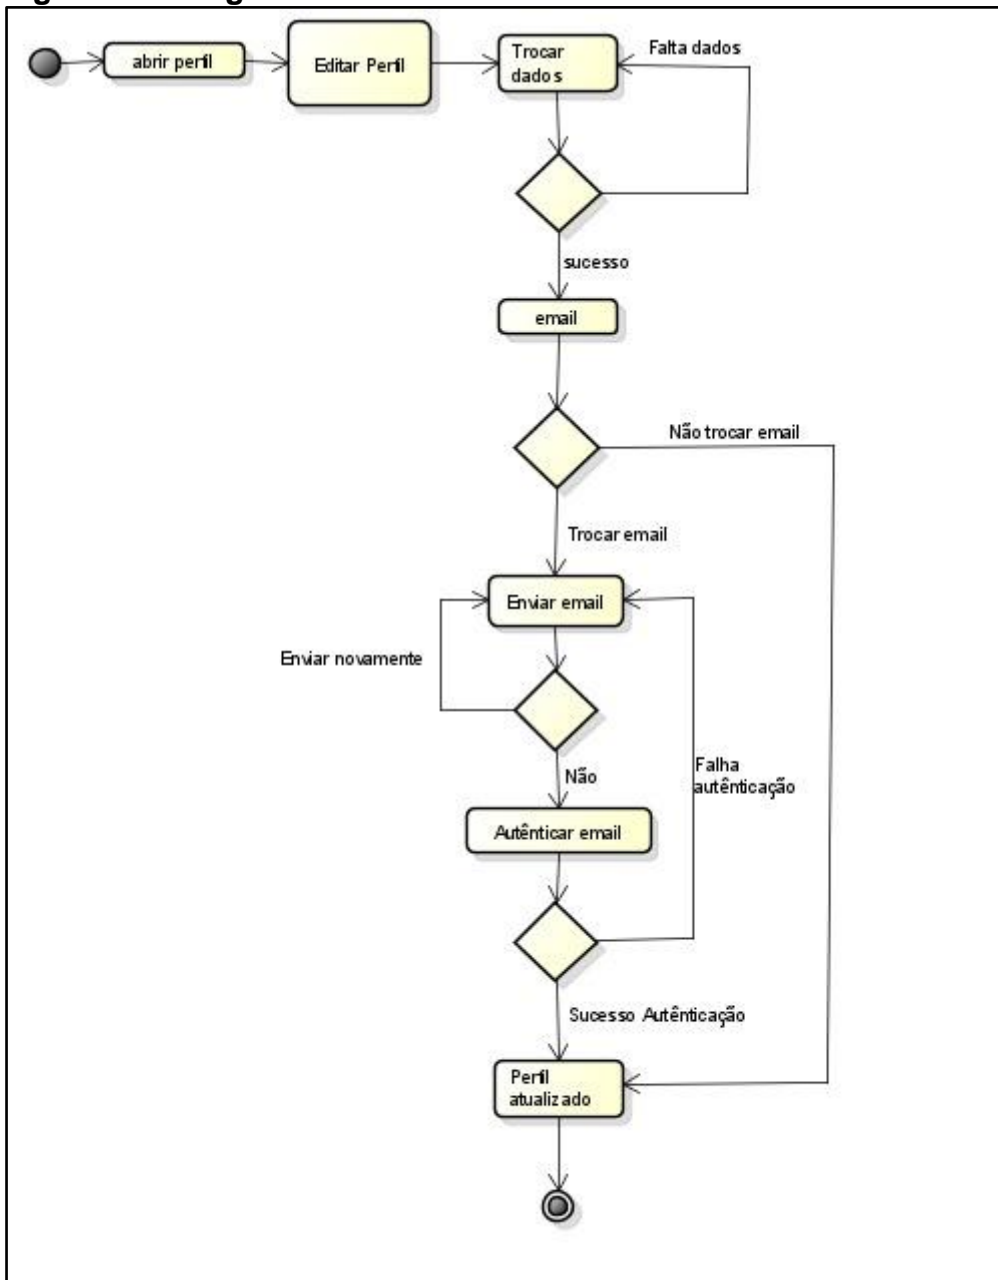 abrir perfil
Editar Perfil
Trocar
dados
Falta dados
sucesso
email
Não trocar email
Trocar email
Enviar email
Enviar novamente
Não
Falha
autênticação
Autênticar email
Sucesso Autênticação
Perfil
atualizado